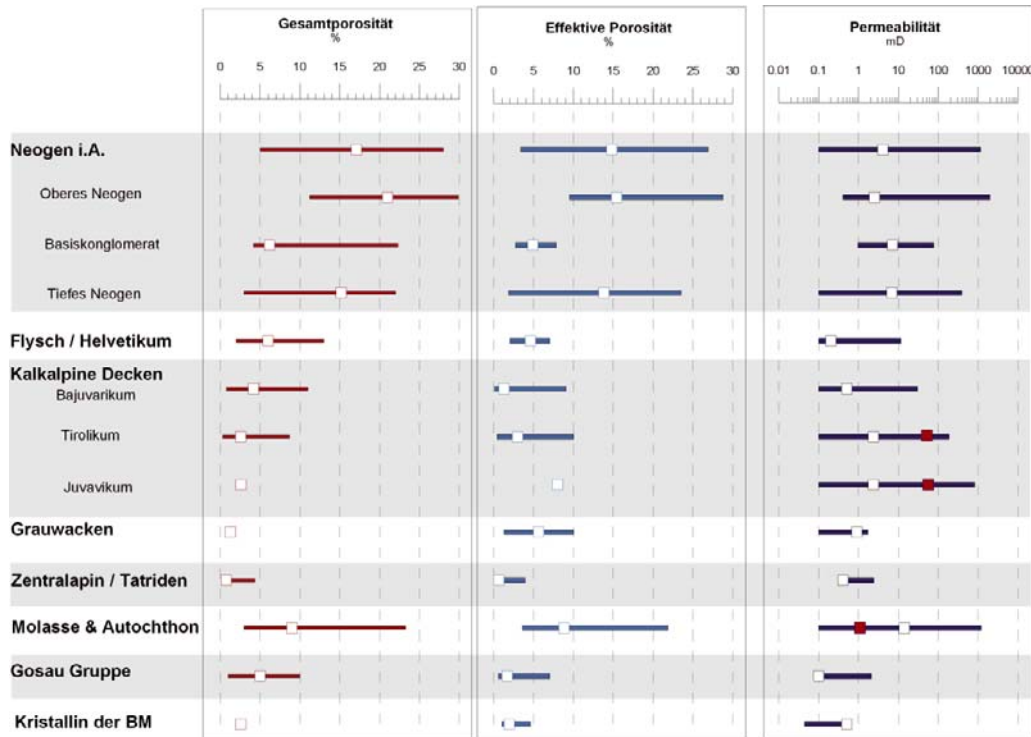 Gesamtporosität
%
0 5 10 15 20 25 30
Effektive Porosität
%
0 5 10 15 20 25 30
Permeabilität
mD
0.01 0.1 1 10 100 1000 10000
Neogen i.A.
Oberes Neogen
Basiskonglomerat
Tiefes Neogen
Flysch / Helvetikum
Kalkalpine Decken
Bajuvarikum
Tirolikum
Juvavikum
Grauwacken
Zentralapin / Tatriden
Molasse & Autochthon
Gosau Gruppe
Kristallin der BM